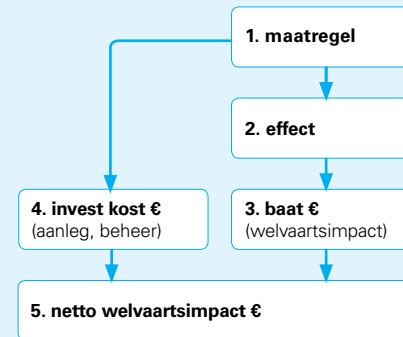 1. maatregel
2. effect
4. invest kost €
(aanleg, beheer)
3. baat €
(welvaartsimpact)
5. netto welvaartsimpact €